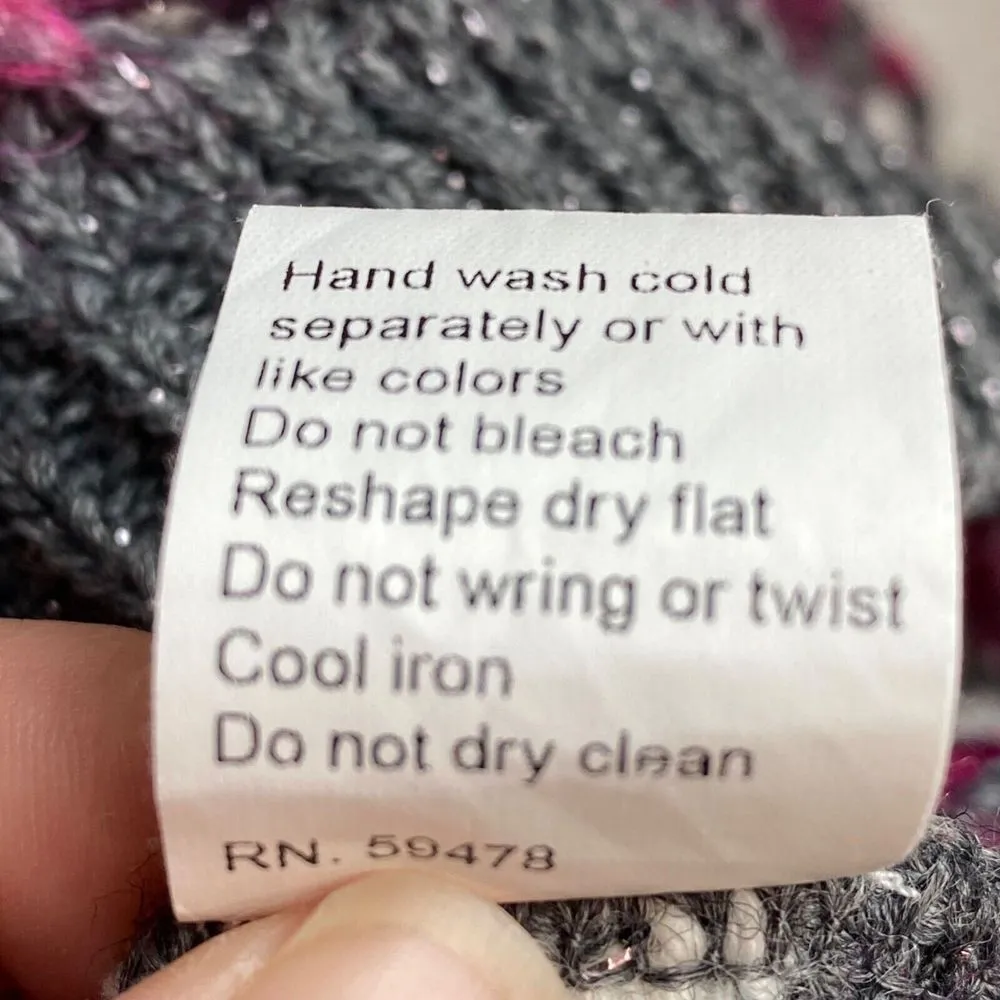 Hand wash cold
separately or with
like colors
Do not bleach
Reshape dry flat
Do not wring or twist
Cool iron
Do not dry clean
RN. 59478